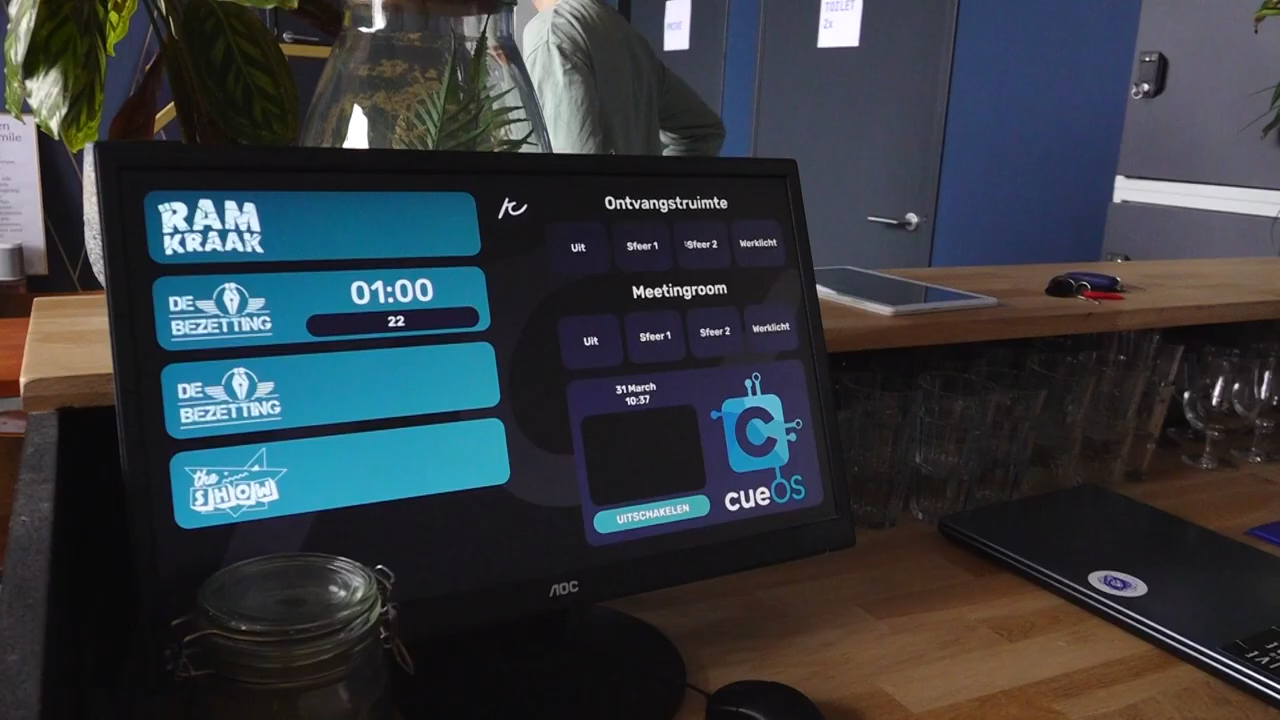 TOILET
2x
RAM
KRAAK
DE
BEZETTING
01:00
22
DE
BEZETTING
the
SHOW
Ontvangstruimte
Uit
Sfeer 1
Sfeer 2
Werklicht
Meetingroom
Uit
Sfeer 1
Sfeer 2
Werklicht
31 March
10:37
UITSCHAKELEN
cueOS
AOC